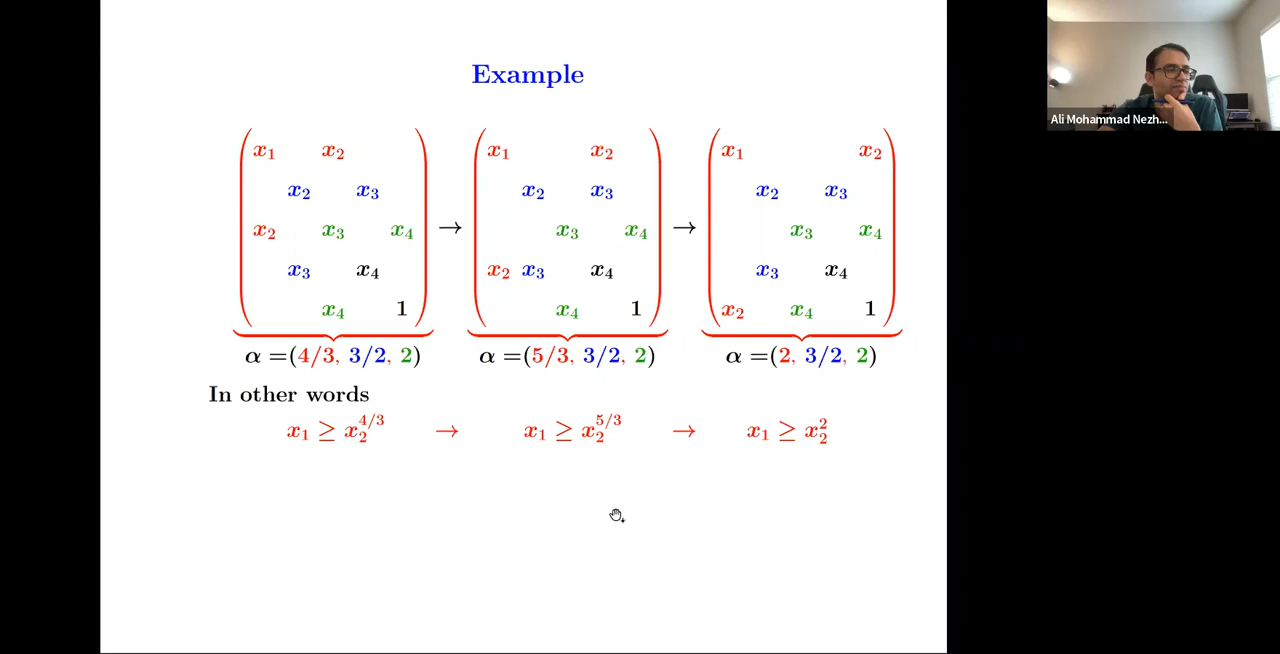 Example
x₁ x₂ x₁ x₂ x₁ x₂
x₂ x₃ x₂ x₃ x₂ x₃
x₂ x₃ x₄ → x₃ x₄ → x₃ x₄
x₃ x₄ x₂ x₃ x₄ x₃ x₄
x₄ 1 x₄ 1 x₂ x₄ 1
α =(4/3, 3/2, 2) α =(5/3, 3/2, 2) α =(2, 3/2, 2)
In other words
x₁ ≥ x₂^{4/3} → x₁ ≥ x₂^{5/3} → x₁ ≥ x₂²
Ali Mohammad Nezh...